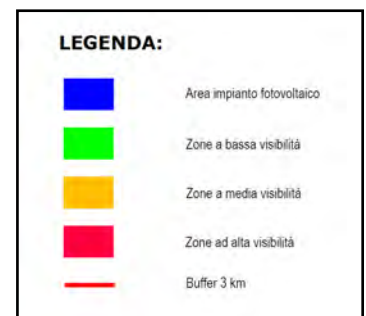 LEGENDA:
Area impianto fotovoltaico
Zone a bassa visibilità
Zone a media visibilità
Zone ad alta visibilità
Buffer 3 km